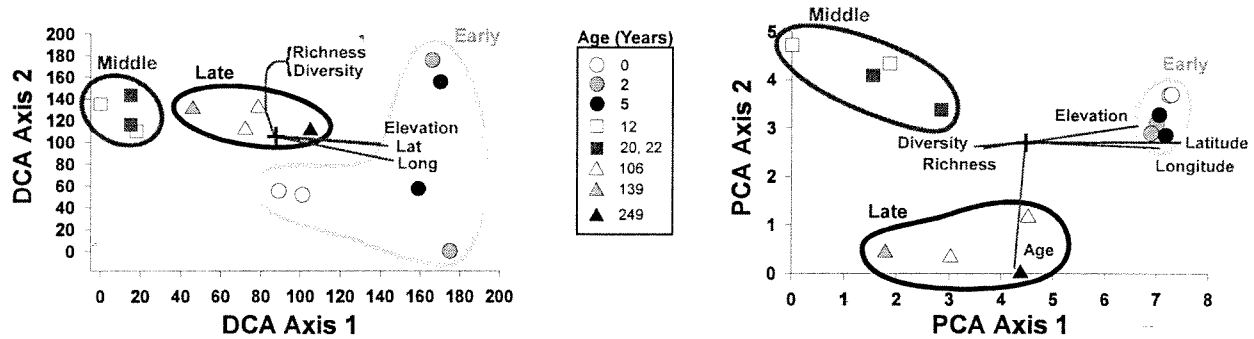 DCA Axis 2
200
180
160
140
120
100
80
60
40
20
0
Middle
Late
Richness
Diversity
Early
Elevation
Lat
Long
0 20 40 60 80 100 120 140 160 180 200
DCA Axis 1
Age (Years)
0
2
5
12
20, 22
106
139
249
PCA Axis 2
5
4
3
2
1
0
Middle
Early
Elevation
Diversity
Richness
Latitude
Longitude
Late
Age
0 1 2 3 4 5 6 7 8
PCA Axis 1